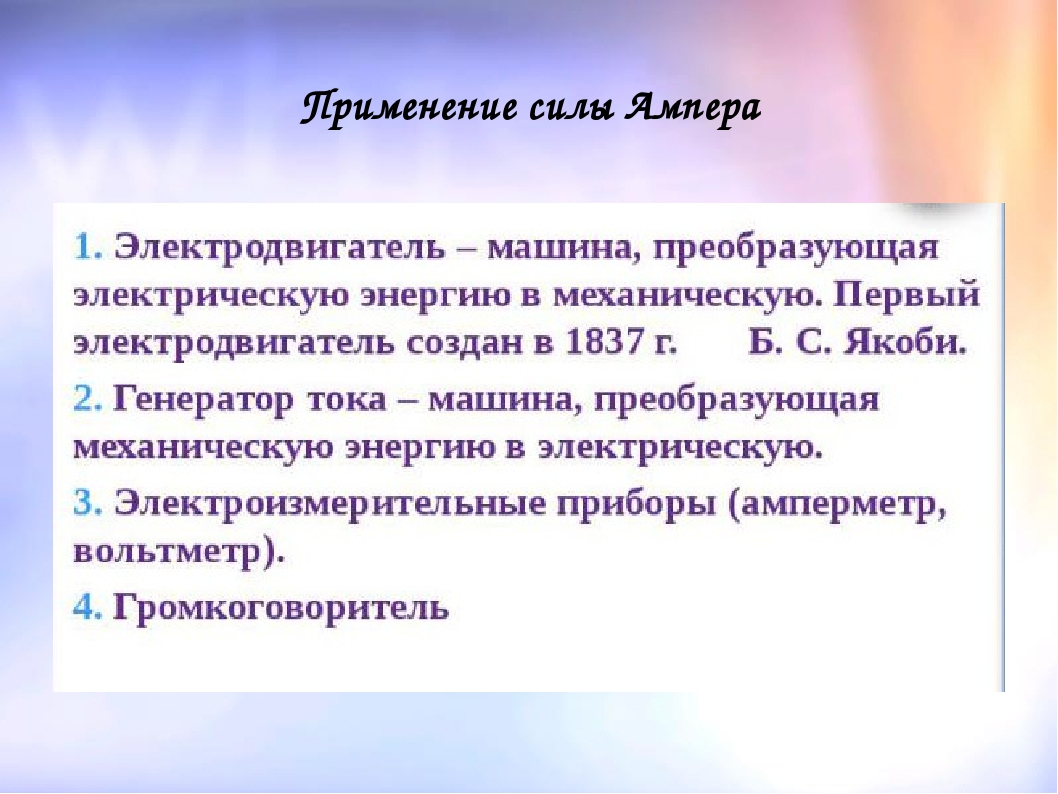 Применение силы Ампера
1. Электродвигатель – машина, преобразующая
электрическую энергию в механическую. Первый
электродвигатель создан в 1837 г. Б. С. Якоби.
2. Генератор тока – машина, преобразующая
механическую энергию в электрическую.
3. Электроизмерительные приборы (амперметр,
вольтметр).
4. Громкоговоритель